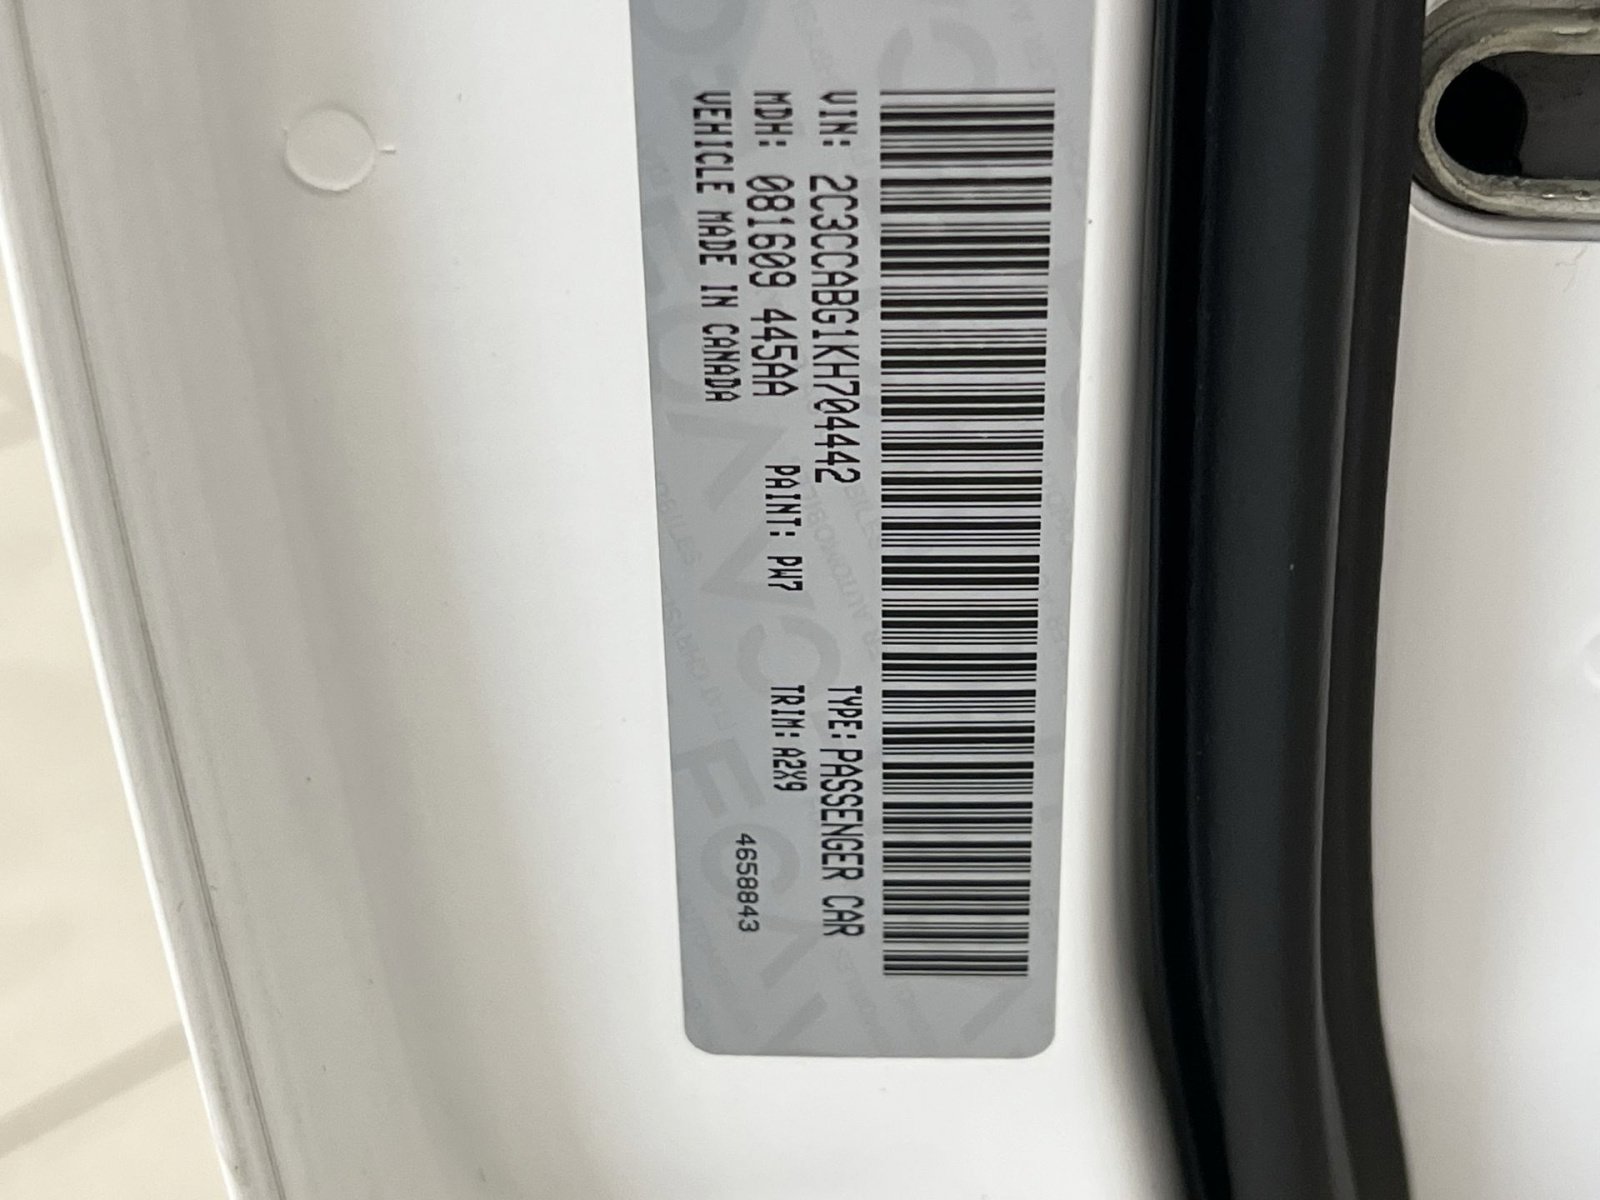 VIN: 2C3CCABG1KH704442 TYPE: PASSENGER CAR
MDH: 081609 445AA PAINT: PW7 TRIM: A2X9
VEHICLE MADE IN CANADA
4658843